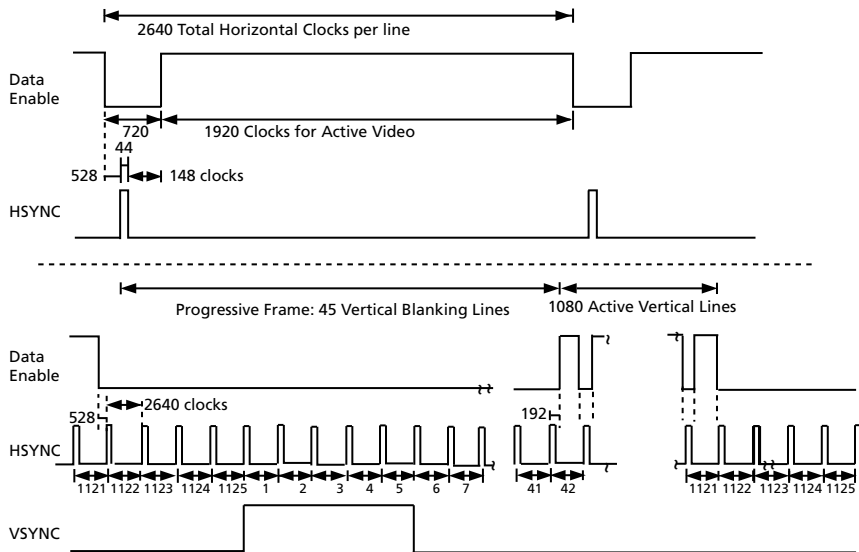 2640 Total Horizontal Clocks per line
Data
Enable
720
1920 Clocks for Active Video
44
528
148 clocks
HSYNC
Progressive Frame: 45 Vertical Blanking Lines
1080 Active Vertical Lines
Data
Enable
528
2640 clocks
192
HSYNC
1121 1122 1123 1124 1125 1 2 3 4 5 6 7 41 42 1121 1122 1123 1124 1125
VSYNC